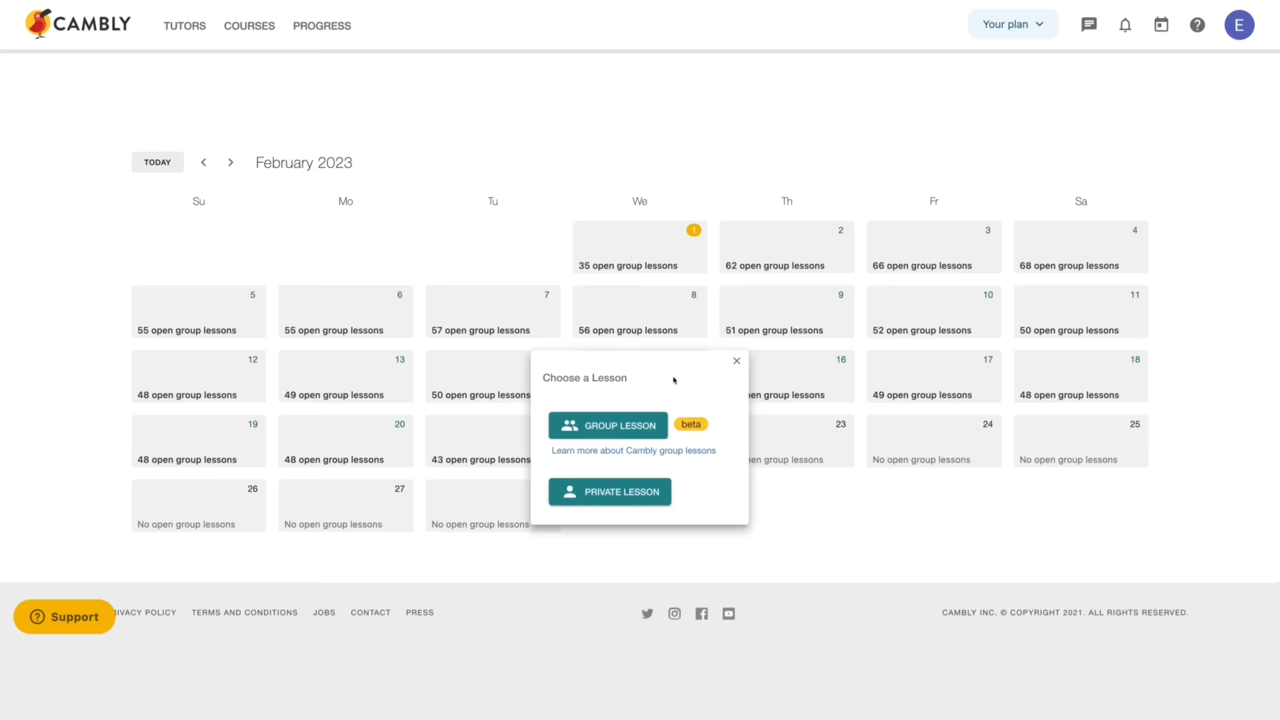 CAMBLY TUTORS COURSES PROGRESS Your plan E
TODAY February 2023
Su Mo Tu We Th Fr Sa
1 2 3 4
35 open group lessons 62 open group lessons 66 open group lessons 68 open group lessons
5 6 7 8 9 10 11
55 open group lessons 55 open group lessons 57 open group lessons 56 open group lessons 51 open group lessons 52 open group lessons 50 open group lessons
12 13 16 17 18
Choose a Lesson
48 open group lessons 49 open group lessons 50 open group lessons group lessons 49 open group lessons 48 open group lessons
19 20 23 24 25
GROUP LESSON beta
Learn more about Cambly group lessons
48 open group lessons 48 open group lessons 43 open group lessons group lessons No open group lessons No open group lessons
26 27
PRIVATE LESSON
No open group lessons No open group lessons No open group lessons
Support PRIVACY POLICY TERMS AND CONDITIONS JOBS CONTACT PRESS CAMBLY INC. © COPYRIGHT 2021. ALL RIGHTS RESERVED.